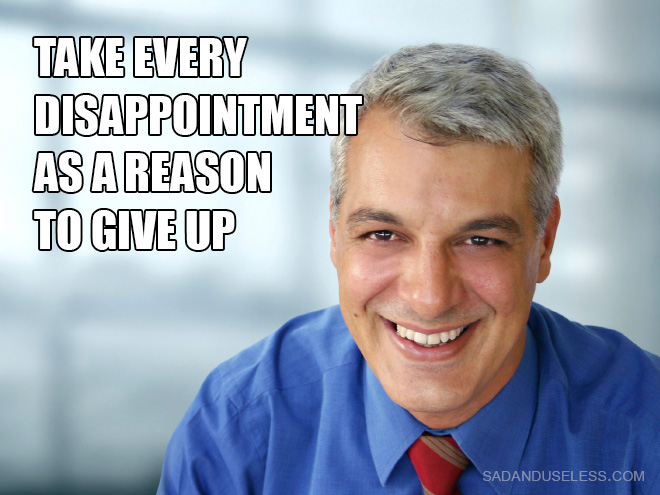 TAKE EVERY
DISAPPOINTMENT
AS A REASON
TO GIVE UP
SADANDUSELESS.COM